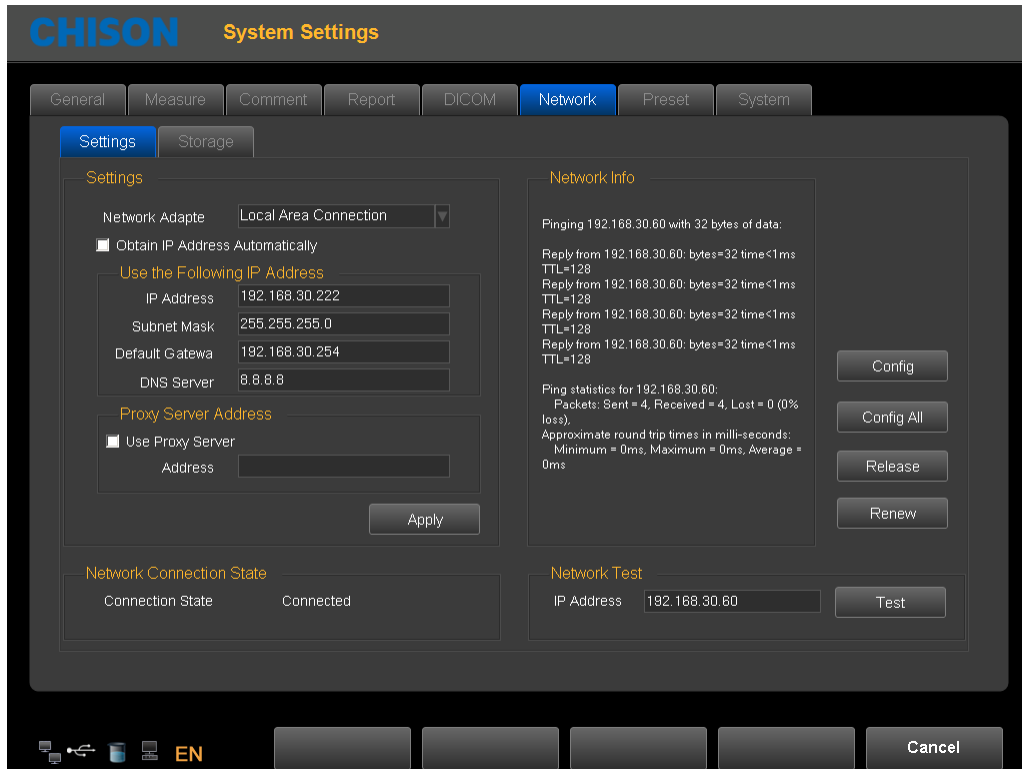 CHISON System Settings
General Measure Comment Report DICOM Network Preset System
Settings Storage
Settings
Network Adapte Local Area Connection
Obtain IP Address Automatically
Use the Following IP Address
IP Address 192.168.30.222
Subnet Mask 255.255.255.0
Default Gatewa 192.168.30.254
DNS Server 8.8.8.8
Proxy Server Address
Use Proxy Server
Address
Apply
Network Info
Pinging 192.168.30.60 with 32 bytes of data:
Reply from 192.168.30.60: bytes=32 time<1ms
TTL=128
Reply from 192.168.30.60: bytes=32 time<1ms
TTL=128
Reply from 192.168.30.60: bytes=32 time<1ms
TTL=128
Reply from 192.168.30.60: bytes=32 time<1ms
TTL=128
Ping statistics for 192.168.30.60:
Packets: Sent = 4, Received = 4, Lost = 0 (0%
loss),
Approximate round trip times in milli-seconds:
Minimum = 0ms, Maximum = 0ms, Average =
0ms
Config
Config All
Release
Renew
Network Connection State
Connection State Connected
Network Test
IP Address 192.168.30.60 Test
EN
Cancel